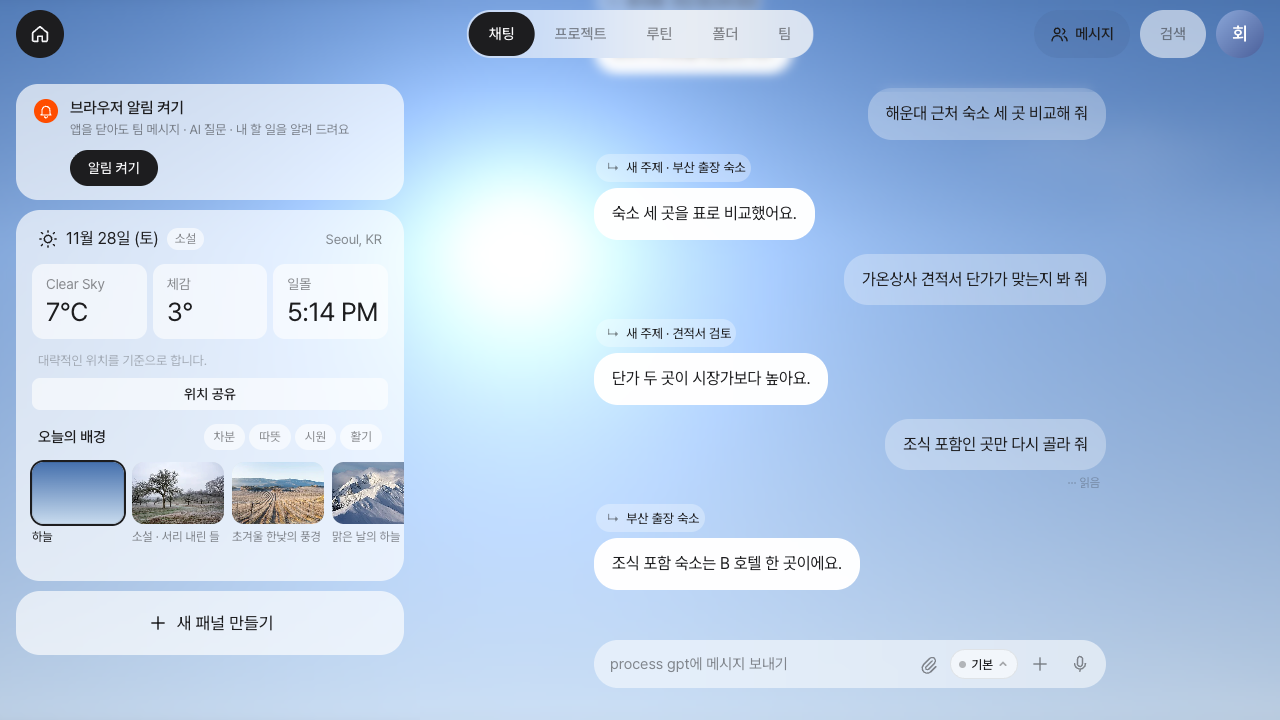 채팅
프로젝트
루틴
폴더
팀
메시지
검색
회
브라우저 알림 켜기
앱을 닫아도 팀 메시지 · AI 질문 · 내 할 일을 알려 드려요
알림 켜기
11월 28일 (토)
소설
Seoul, KR
Clear Sky
7°C
체감
3°
일몰
5:14 PM
대략적인 위치를 기준으로 합니다.
위치 공유
오늘의 배경
차분
따뜻
시원
활기
하늘
소설 · 서리 내린 들
초겨울 한낮의 풍경
맑은 날의 하늘
새 패널 만들기
해운대 근처 숙소 세 곳 비교해 줘
새 주제 · 부산 출장 숙소
숙소 세 곳을 표로 비교했어요.
가온상사 견적서 단가가 맞는지 봐 줘
새 주제 · 견적서 검토
단가 두 곳이 시장가보다 높아요.
조식 포함인 곳만 다시 골라 줘
··· 읽음
부산 출장 숙소
조식 포함 숙소는 B 호텔 한 곳이에요.
process gpt에 메시지 보내기
기본